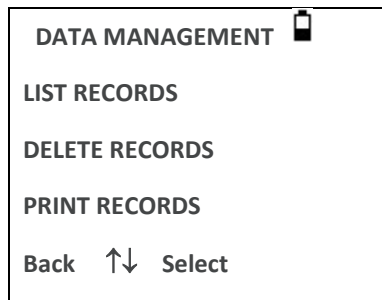 DATA MANAGEMENT
LIST RECORDS
DELETE RECORDS
PRINT RECORDS
Back ↑↓ Select